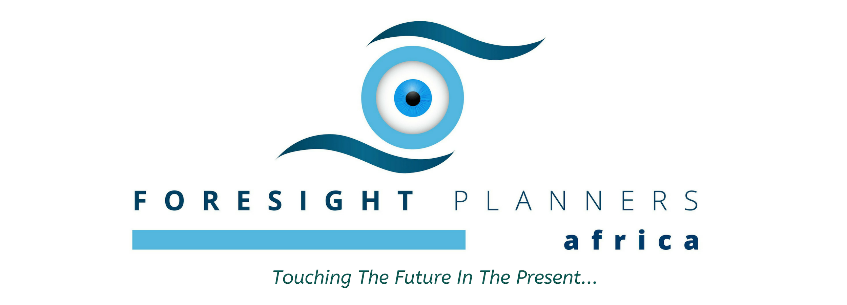 FORESIGHT PLANNERS
africa
Touching The Future In The Present...